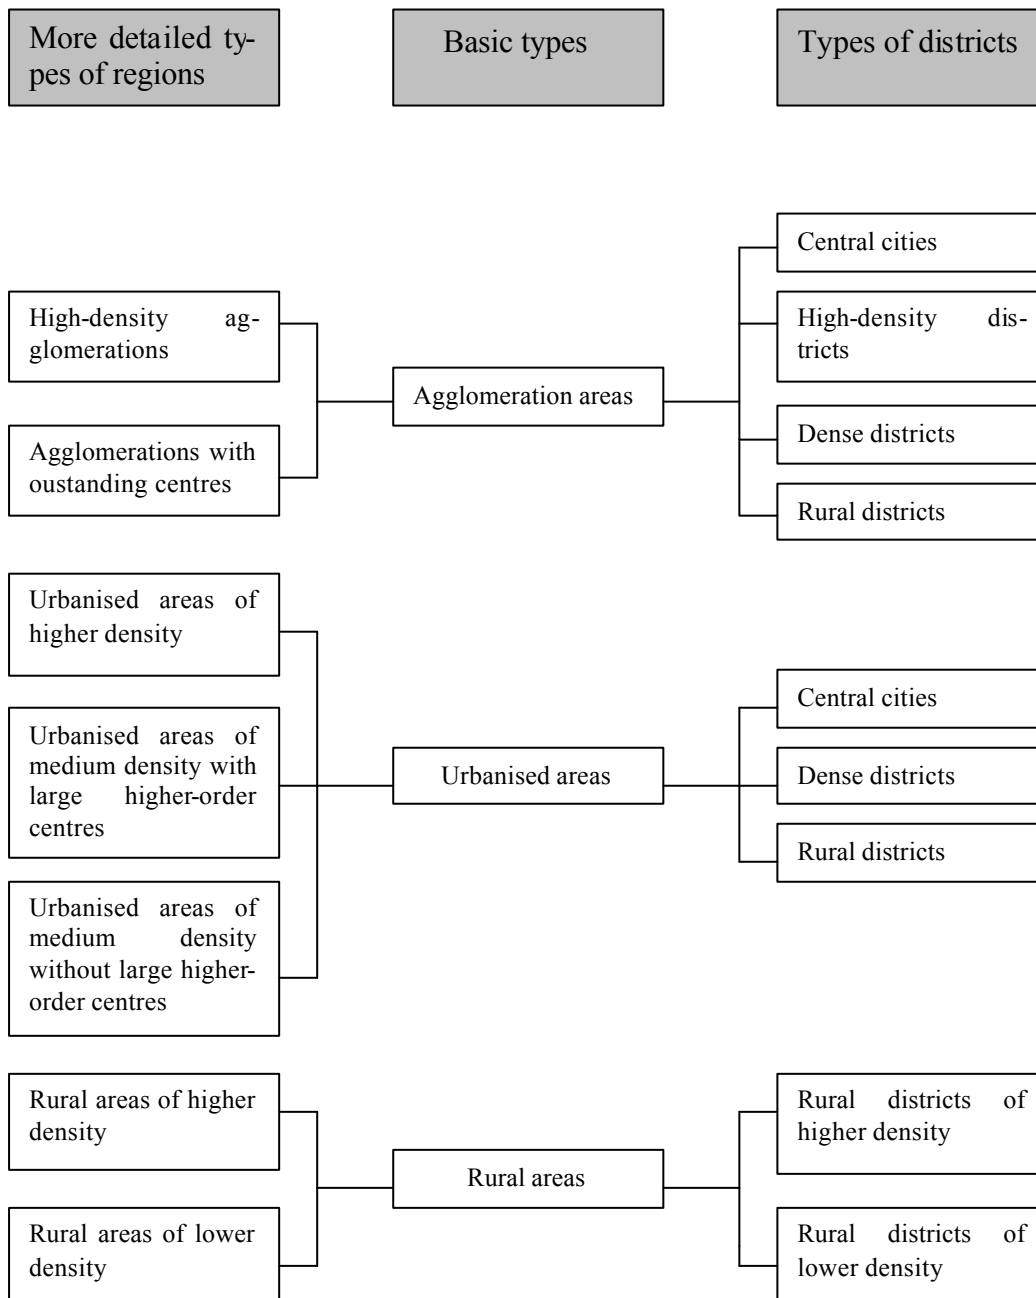 More detailed ty-
pes of regions
Basic types
Types of districts
High-density ag-
glomerations
Agglomerations with
oustanding centres
Agglomeration areas
Central cities
High-density dis-
tricts
Dense districts
Rural districts
Urbanised areas of
higher density
Urbanised areas of
medium density with
large higher-order
centres
Urbanised areas of
medium density
without large higher-
order centres
Urbanised areas
Central cities
Dense districts
Rural districts
Rural areas of higher
density
Rural areas of lower
density
Rural areas
Rural districts of
higher density
Rural districts of
lower density